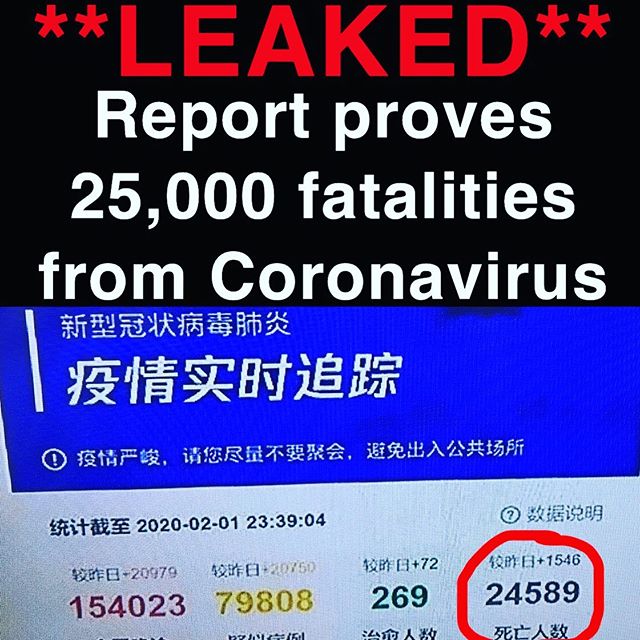 **LEAKED**
Report proves
25,000 fatalities
from Coronavirus
新型冠状病毒肺炎
疫情实时追踪
疫情严峻，请您尽量不要聚会，避免出入公共场所
统计截至 2020-02-01 23:39:04
? 数据说明
较昨日+20979 较昨日+20750 较昨日+72 较昨日+1546
154023 79808 269 24589
疑似病例 治愈人数 死亡人数